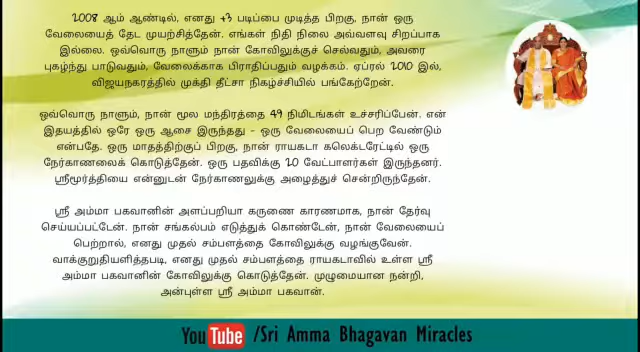 2008 ஆம் ஆண்டில், எனது +3 படிப்பை முடித்த பிறகு, நான் ஒரு
வேலையைத் தேட முயற்சித்தேன். எங்கள் நிதி நிலை அவ்வளவு சிறப்பாக
இல்லை. ஒவ்வொரு நாளும் நான் கோவிலுக்குச் செல்வதும், அவரை
புகழ்ந்து பாடுவதும், வேலைக்காக பிராதிப்பதும் வழக்கம். ஏப்ரல் 2010 இல்,
விஜயநகரத்தில் முக்தி தீட்சா நிகழ்ச்சியில் பங்கேற்றேன்.
ஒவ்வொரு நாளும், நான் மூல மந்திரத்தை 49 நிமிடங்கள் உச்சரிப்பேன். என்
இதயத்தில் ஒரே ஒரு ஆசை இருந்தது - ஒரு வேலையைப் பெற வேண்டும்
என்பதே. ஒரு மாதத்திற்குப் பிறகு, நான் ராயகடா கலெக்டரேட்டில் ஒரு
நேர்காணலைக் கொடுத்தேன். ஒரு பதவிக்கு 20 வேட்பாளர்கள் இருந்தனர்.
ஸ்ரீமூர்த்தியை என்னுடன் நேர்காணலுக்கு அழைத்துச் சென்றிருந்தேன்.
ஸ்ரீ அம்மா பகவானின் அளப்பறியா கருணை காரணமாக, நான் தேர்வு
செய்யப்பட்டேன். நான் சங்கல்பம் எடுத்துக் கொண்டேன், நான் வேலையைப்
பெற்றால், எனது முதல் சம்பளத்தை கோவிலுக்கு வழங்குவேன்.
வாக்குறுதியளித்தபடி, எனது முதல் சம்பளத்தை ராயகடாவில் உள்ள ஸ்ரீ
அம்மா பகவானின் கோவிலுக்கு கொடுத்தேன். முழுமையான நன்றி,
அன்புள்ள ஸ்ரீ அம்மா பகவான்.
YouTube /Sri Amma Bhagavan Miracles